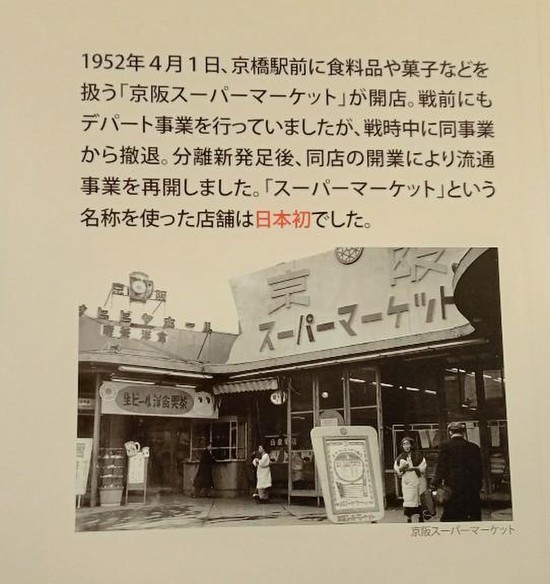 1952年4月1日、京橋駅前に食料品や菓子などを
扱う「京阪スーパーマーケット」が開店。戦前にも
デパート事業を行っていましたが、戦時中に同事業
から撤退。分離新発足後、同店の開業により流通
事業を再開しました。「スーパーマーケット」という
名称を使った店舗は日本初でした。
京阪
スーパーマーケット
京阪
生ビール洋食喫茶
京阪スーパーマーケット